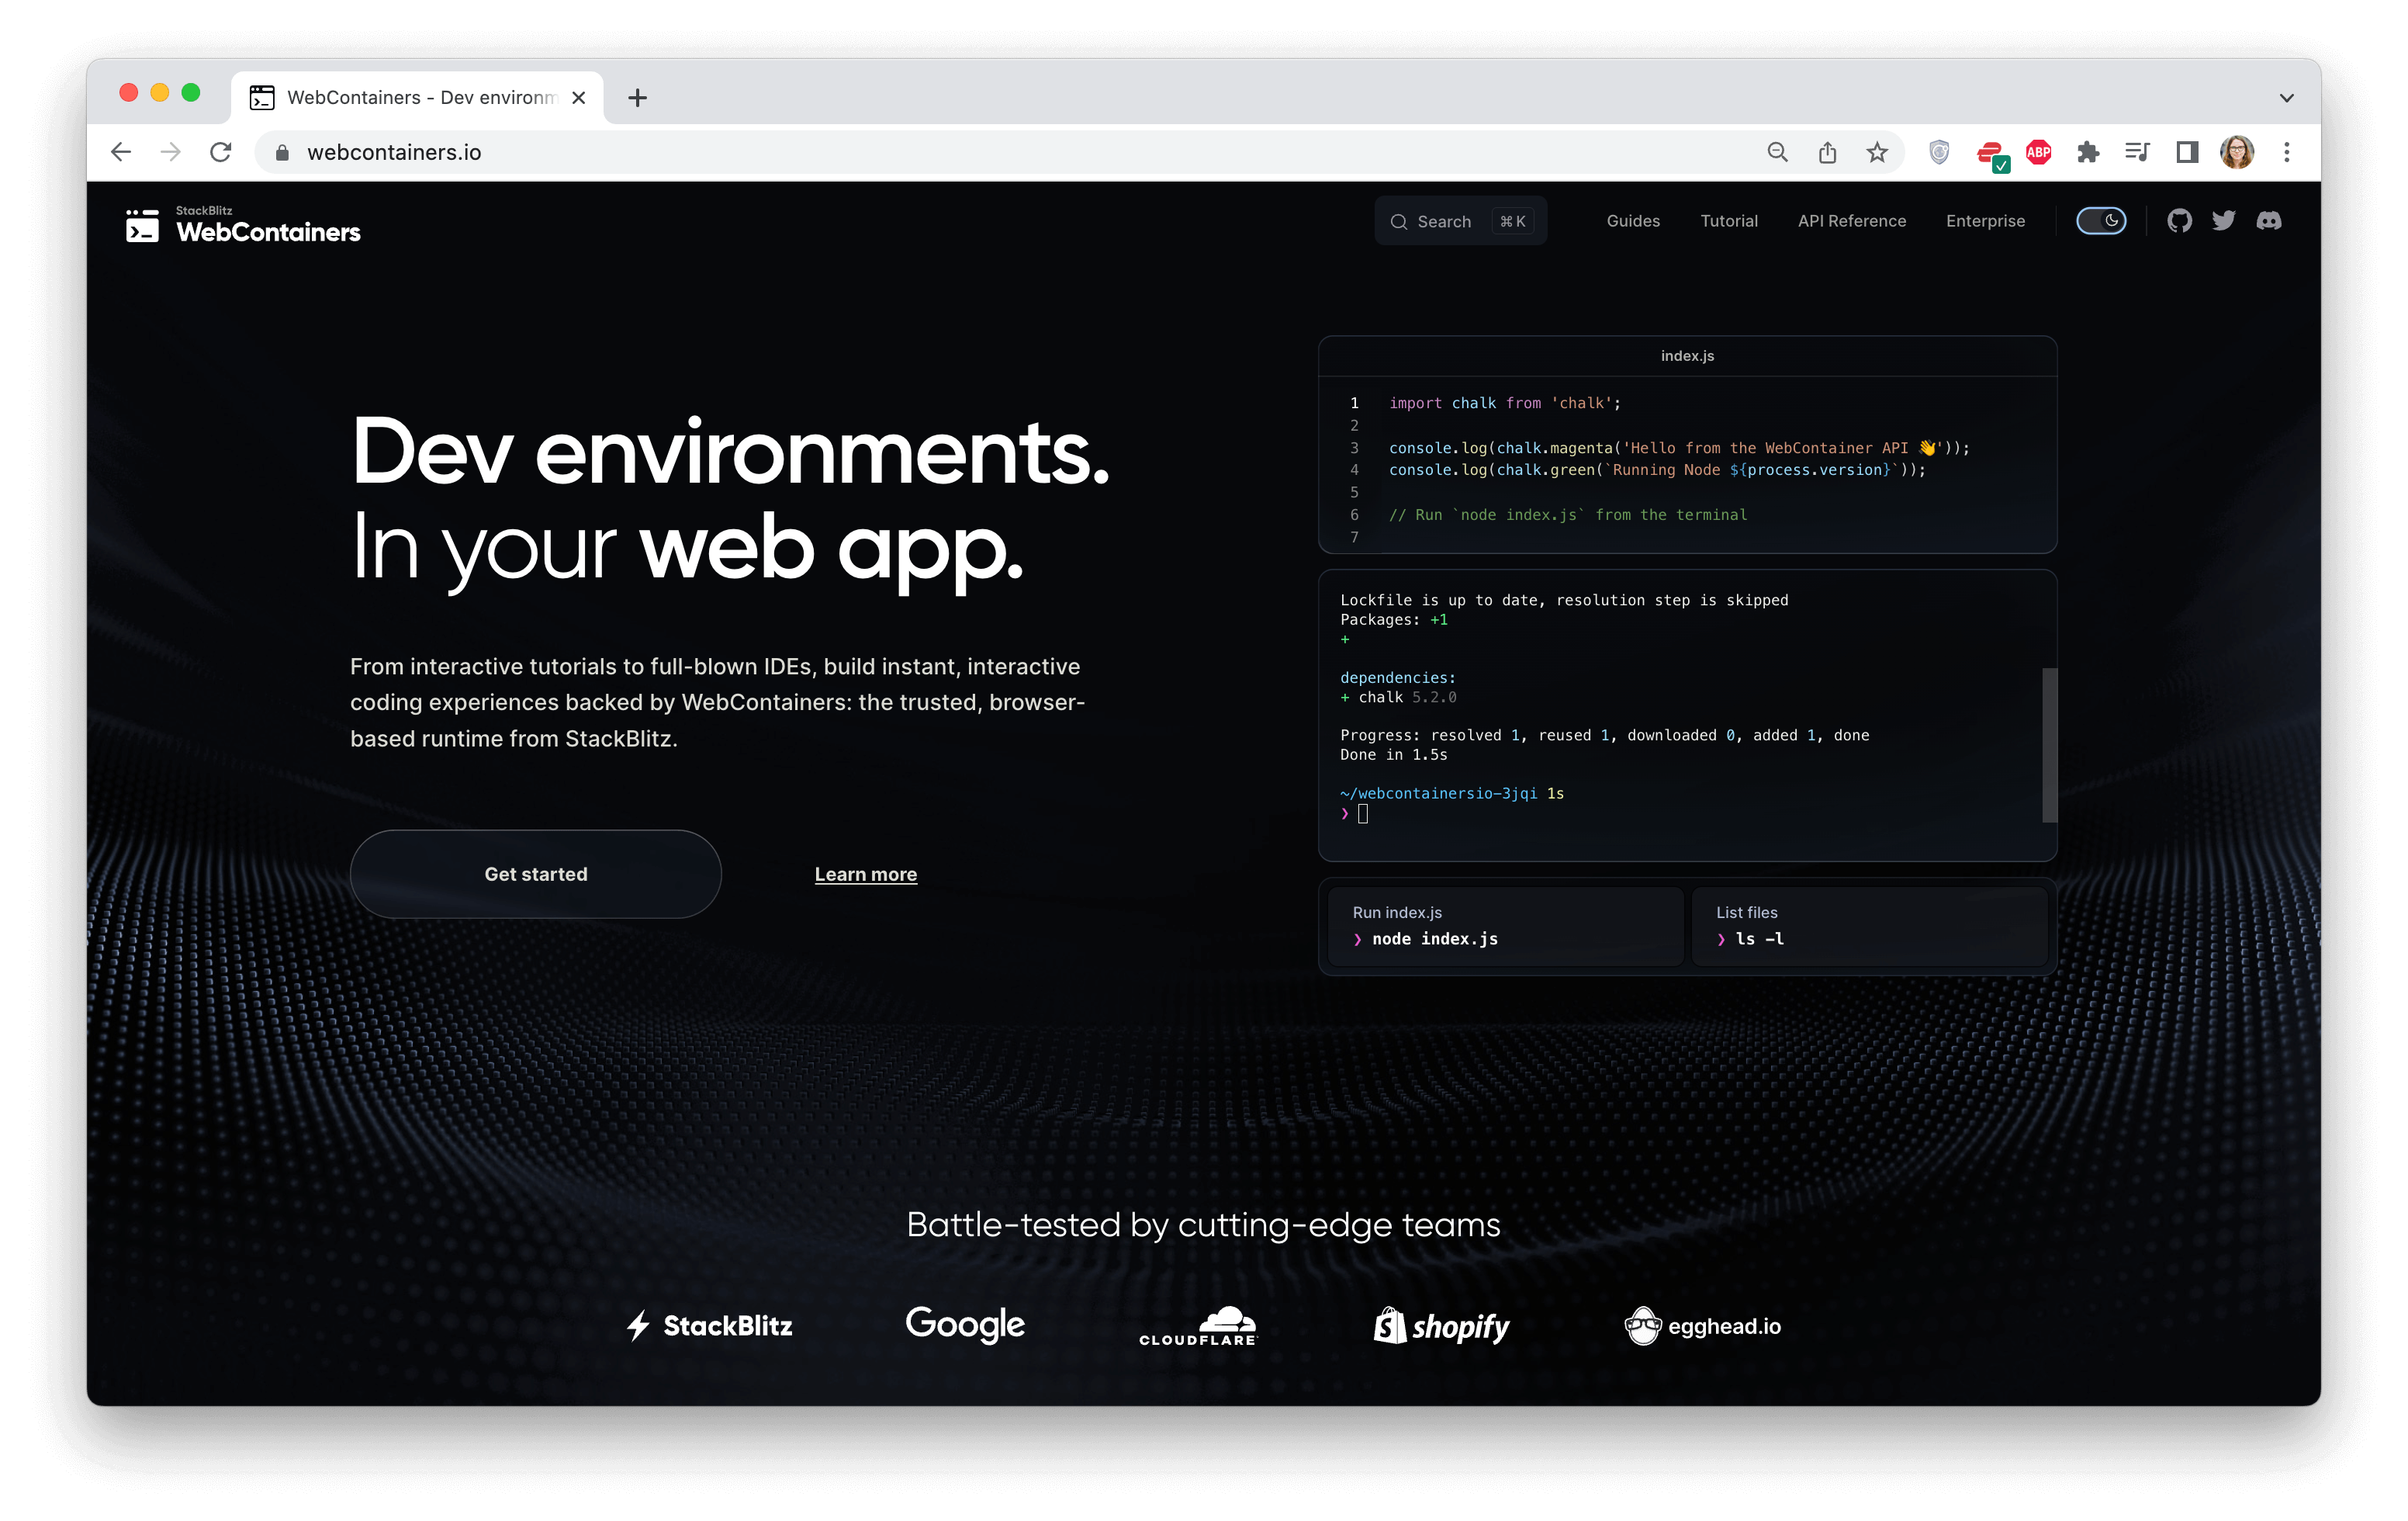 WebContainers - Dev environm
webcontainers.io
ABP
StackBlitz
WebContainers
Search ⌘ K
Guides
Tutorial
API Reference
Enterprise
Dev environments.
In your web app.
From interactive tutorials to full-blown IDEs, build instant, interactive
coding experiences backed by WebContainers: the trusted, browser-
based runtime from StackBlitz.
Get started
Learn more
index.js
1 import chalk from 'chalk';
2
3 console.log(chalk.magenta('Hello from the WebContainer API 👋'));
4 console.log(chalk.green(`Running Node ${process.version}`));
5
6 // Run `node index.js` from the terminal
7
Lockfile is up to date, resolution step is skipped
Packages: +1
+
dependencies:
+ chalk 5.2.0
Progress: resolved 1, reused 1, downloaded 0, added 1, done
Done in 1.5s
~/webcontainersio-3jqi 1s
❯
Run index.js
❯ node index.js
List files
❯ ls -l
Battle-tested by cutting-edge teams
StackBlitz
Google
CLOUDFLARE
shopify
egghead.io